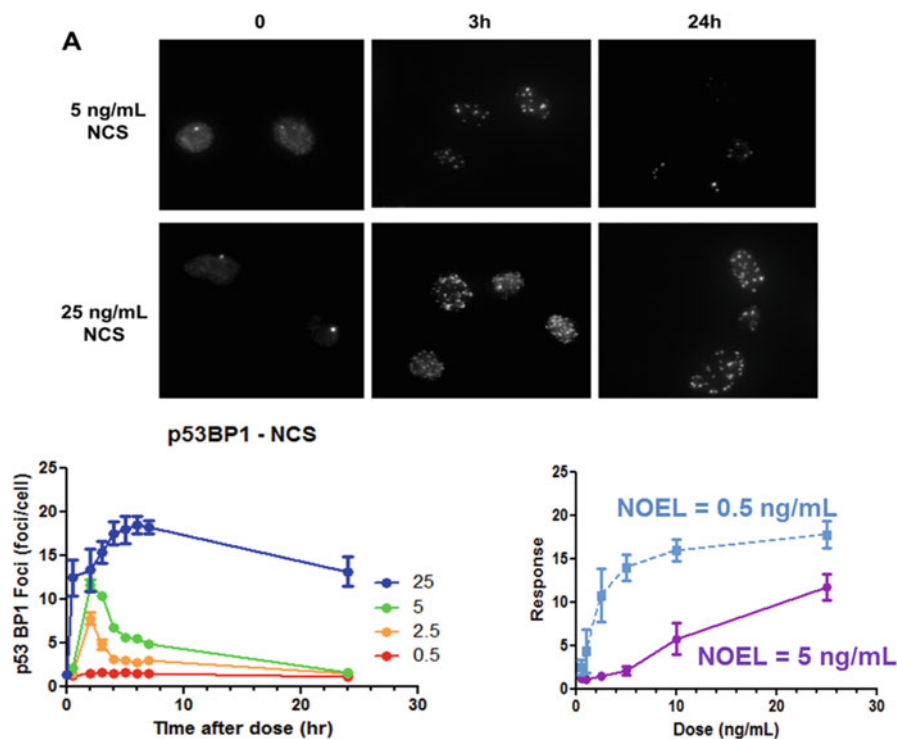 A
0 3h 24h
5 ng/mL
NCS
25 ng/mL
NCS
p53BP1 - NCS
p53 BP1 Foci (foci/cell)
25
20
15
10
5
0
0 10 20 30
Time after dose (hr)
25
5
2.5
0.5
Response
25
20
15
10
5
0
0 10 20 30
Dose (ng/mL)
NOEL = 0.5 ng/mL
NOEL = 5 ng/mL